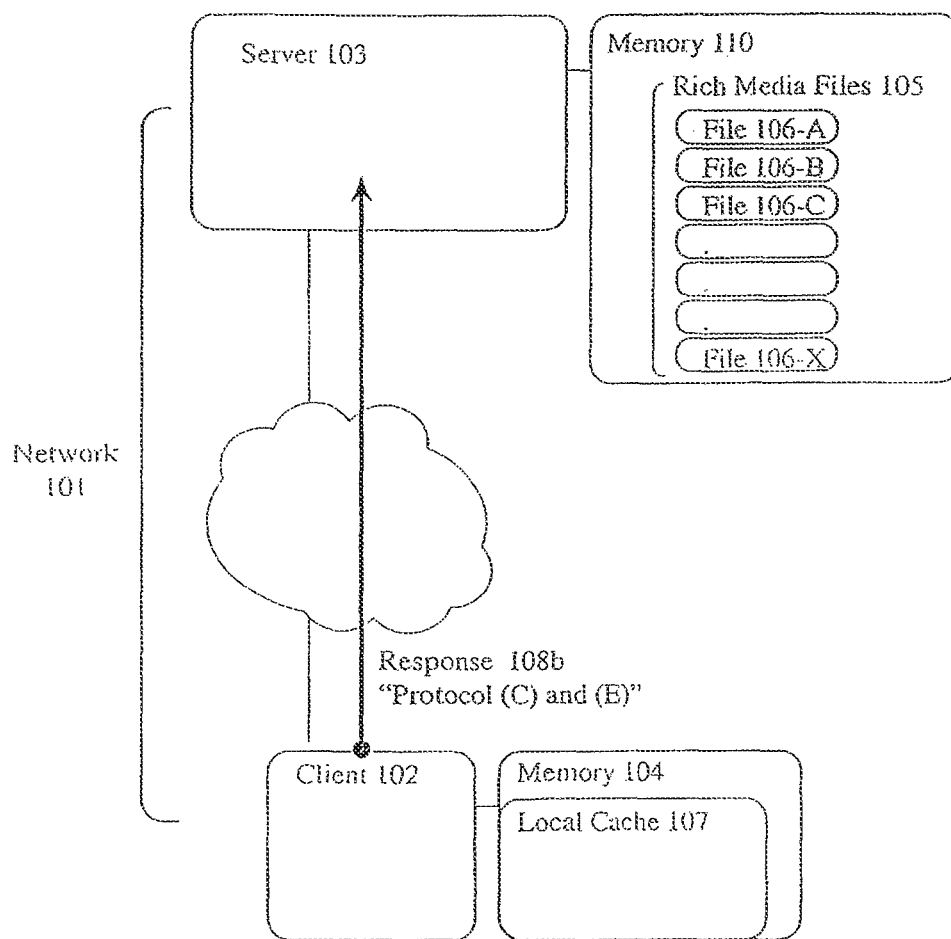 Server 103
Memory 110
Rich Media Files 105
File 106-A
File 106-B
File 106-C
.
.
.
File 106-X
Network
101
Response 108b
“Protocol (C) and (E)”
Client 102
Memory 104
Local Cache 107